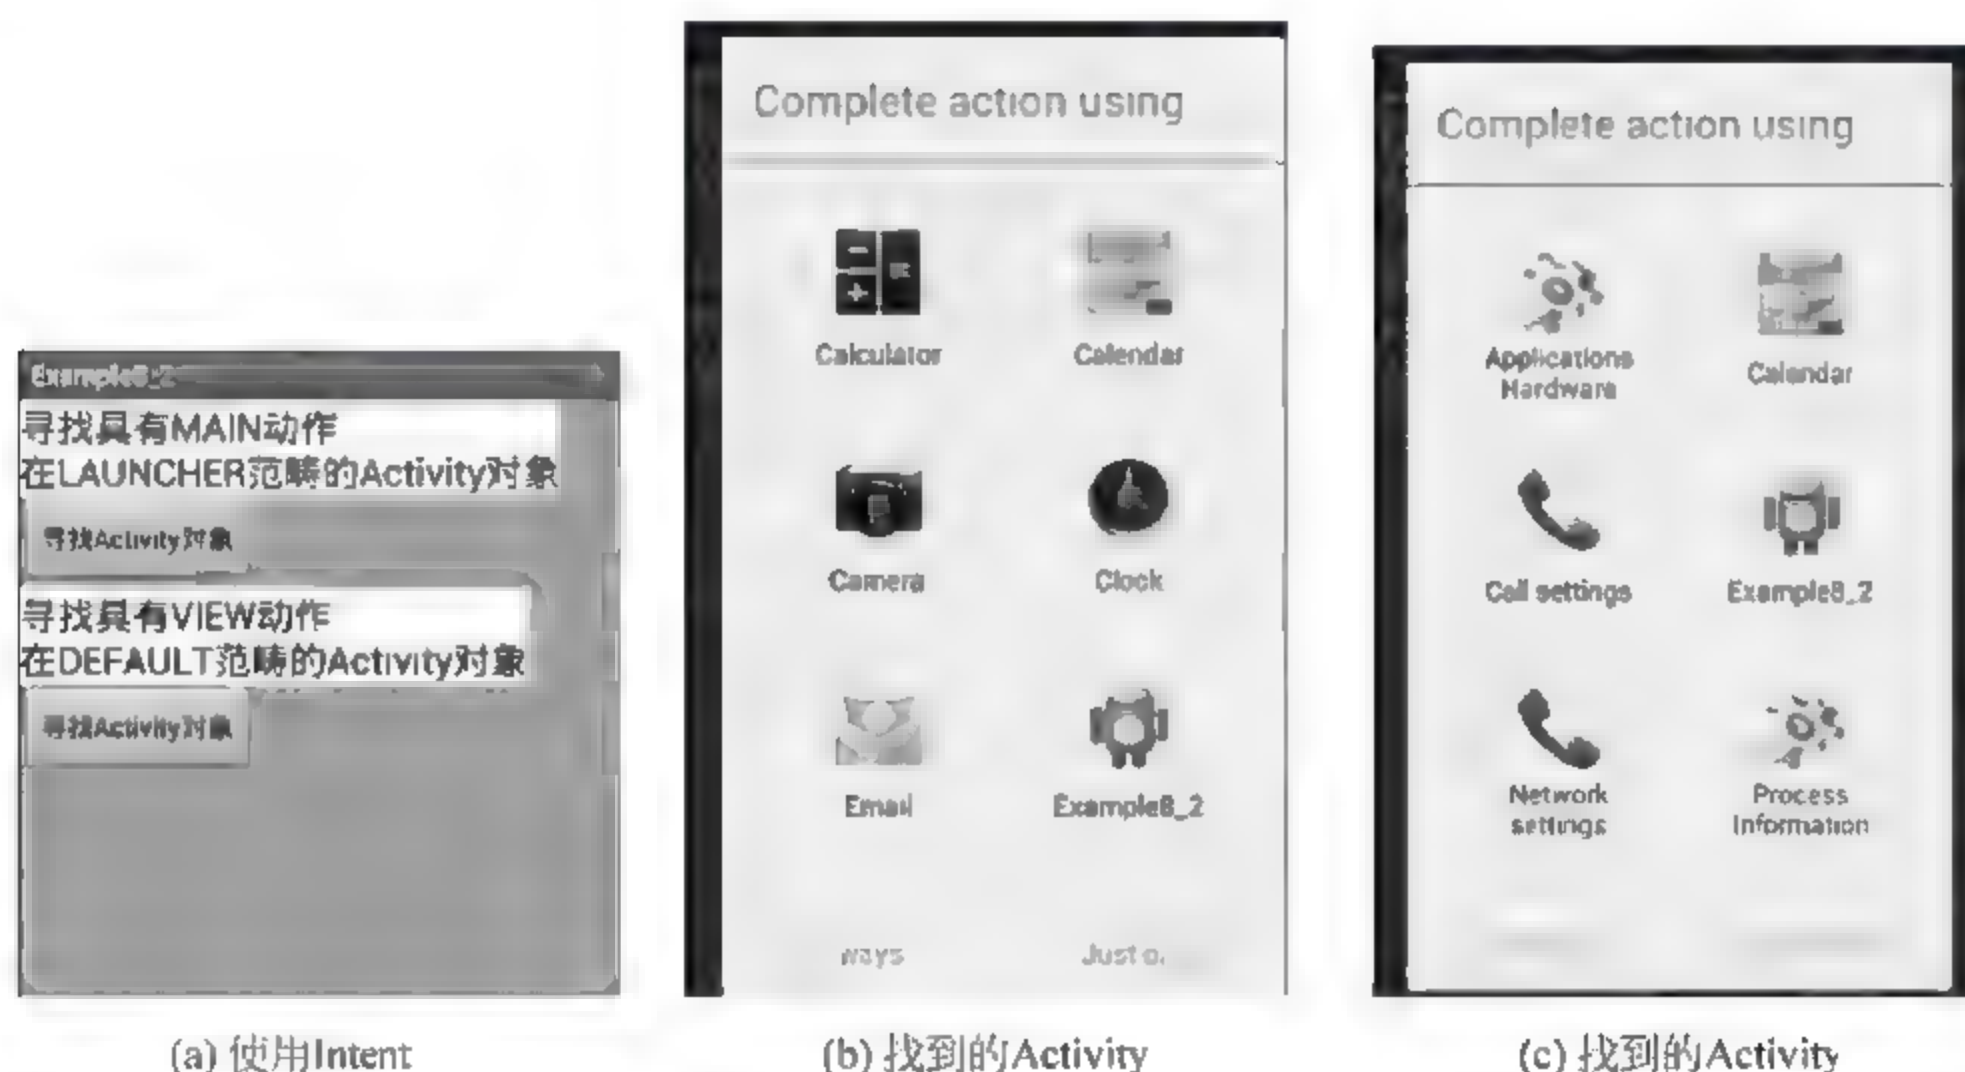 Example8_2
寻找具有MAIN动作
在LAUNCHER范畴的Activity对象
寻找Activity对象
寻找具有VIEW动作
在DEFAULT范畴的Activity对象
寻找Activity对象
(a) 使用Intent
Complete action using
Calculator
Calendar
Camera
Clock
Email
Example8_2
ways
Just o
(b) 找到的Activity
Complete action using
Applications
Hardware
Calendar
Call settings
Example8_2
Network
settings
Process
Information
(c) 找到的Activity